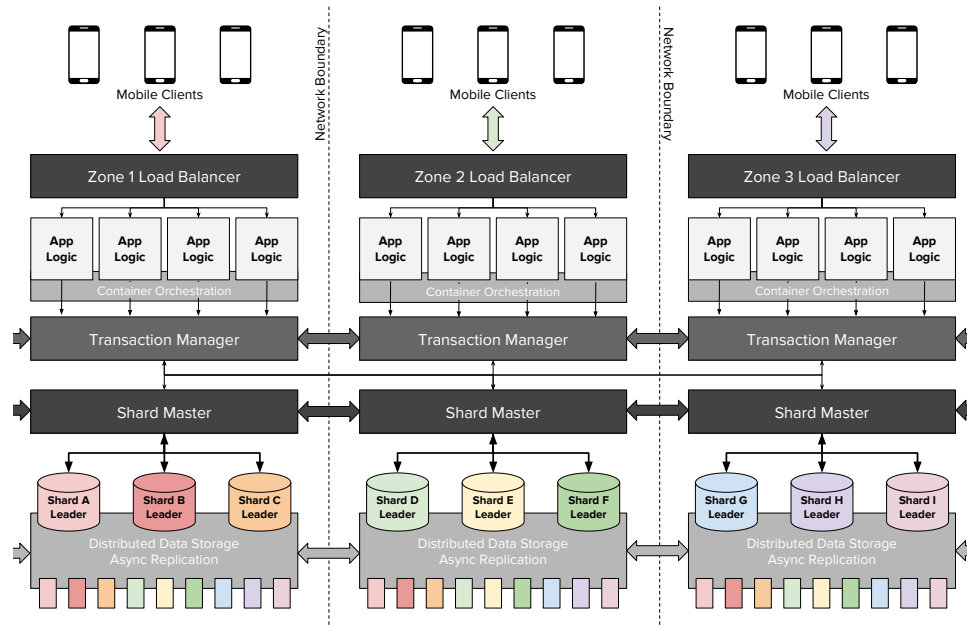 Network Boundary
Network Boundary
Mobile Clients
Mobile Clients
Mobile Clients
Zone 1 Load Balancer
Zone 2 Load Balancer
Zone 3 Load Balancer
App
Logic
App
Logic
App
Logic
App
Logic
App
Logic
App
Logic
App
Logic
App
Logic
App
Logic
App
Logic
App
Logic
App
Logic
Container Orchestration
Container Orchestration
Container Orchestration
Transaction Manager
Transaction Manager
Transaction Manager
Shard Master
Shard Master
Shard Master
Shard A
Leader
Shard B
Leader
Shard C
Leader
Shard D
Leader
Shard E
Leader
Shard F
Leader
Shard G
Leader
Shard H
Leader
Shard I
Leader
Distributed Data Storage
Async Replication
Distributed Data Storage
Async Replication
Distributed Data Storage
Async Replication